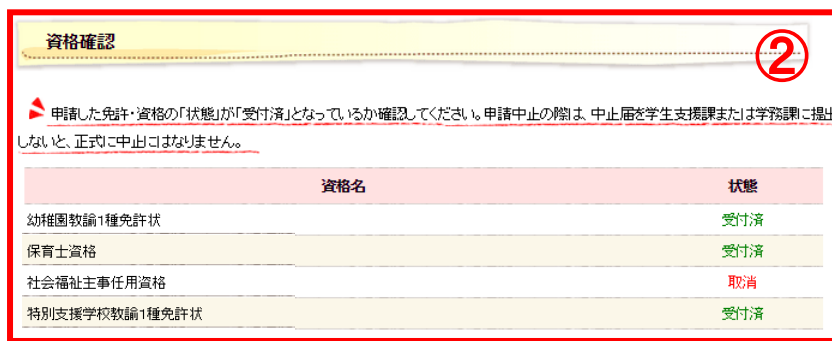 資格確認
②
申請した免許・資格の「状態」が「受付済」となっているか確認してください。申請中止の際は、中止届を学生支援課または学務課に提出
しないと、正式に中止にはなりません。
資格名 状態
幼稚園教諭1種免許状 受付済
保育士資格 受付済
社会福祉主事任用資格 取消
特別支援学校教諭1種免許状 受付済